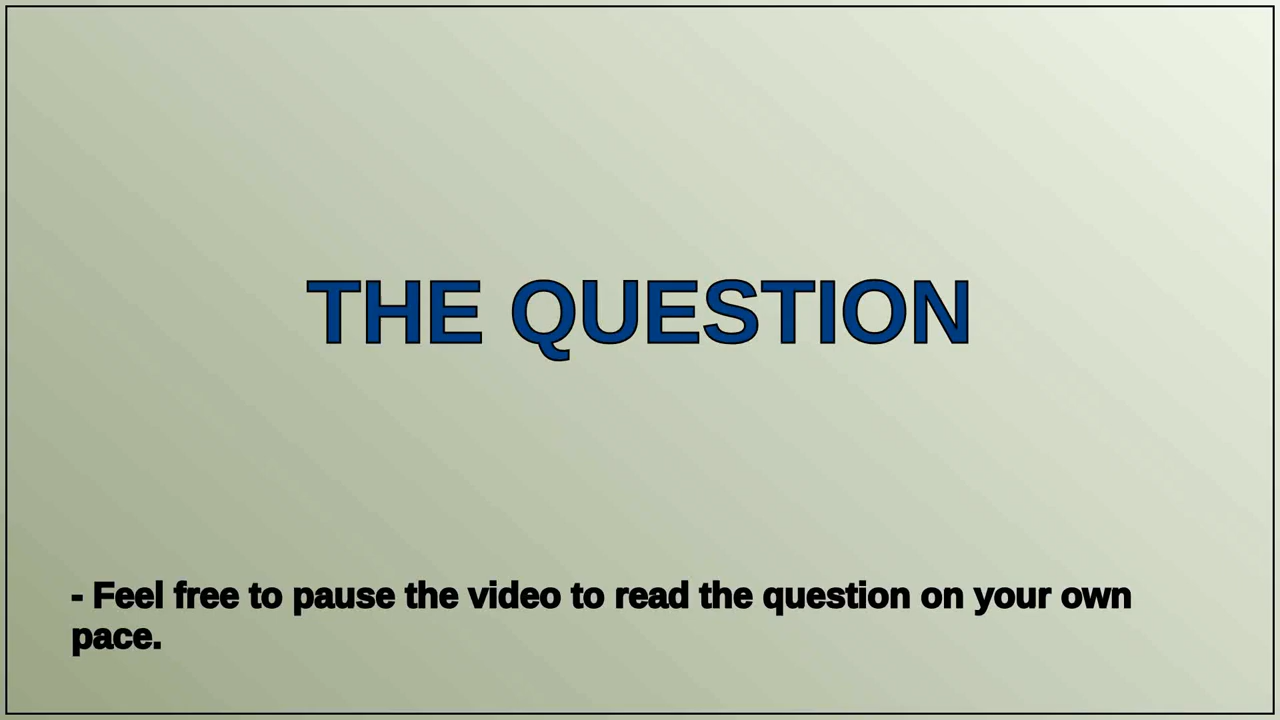 THE QUESTION
- Feel free to pause the video to read the question on your own
pace.